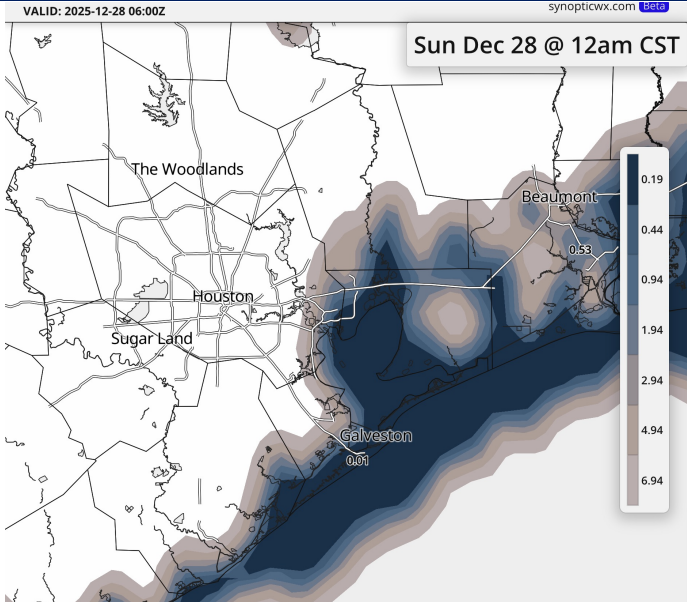 VALID: 2025-12-28 06:00Z
synopticwx.com Beta
Sun Dec 28 @ 12am CST
The Woodlands
Beaumont
0.53
Houston
Sugar Land
Galveston
0.01
0.19
0.44
0.94
1.94
2.94
4.94
6.94